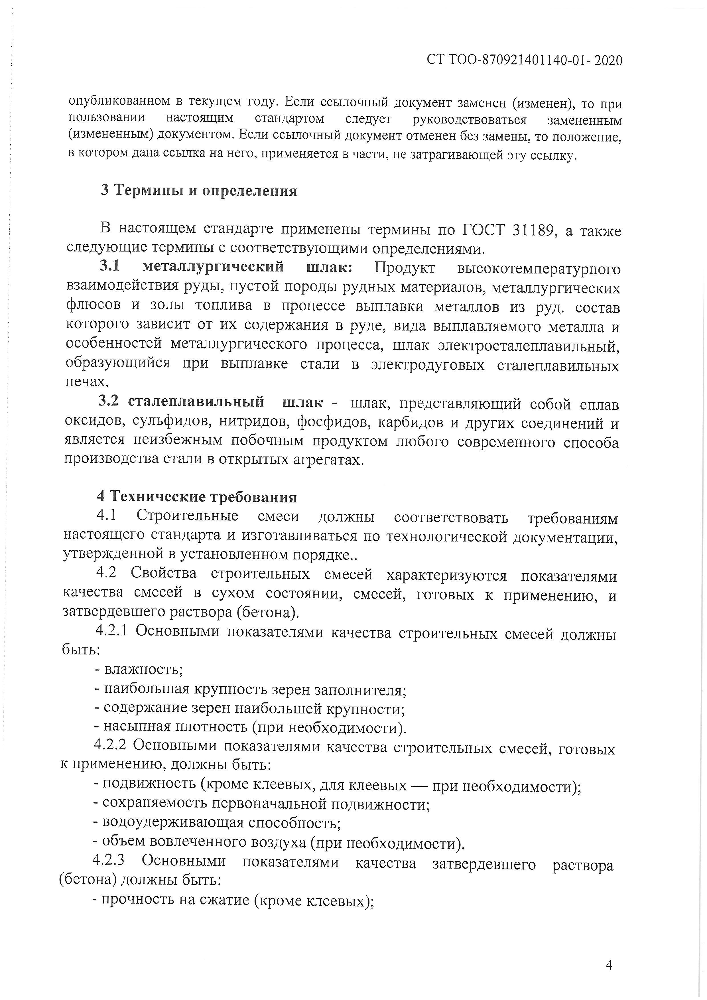 СТ ТОО-870921401140-01- 2020
опубликованном в текущем году. Если ссылочный документ заменен (изменен), то при
пользовании настоящим стандартом следует руководствоваться замененным
(измененным) документом. Если ссылочный документ отменен без замены, то положение,
в котором дана ссылка на него, применяется в части, не затрагивающей эту ссылку.
3 Термины и определения
В настоящем стандарте применены термины по ГОСТ 31189, а также
следующие термины с соответствующими определениями.
3.1 металлургический шлак: Продукт высокотемпературного
взаимодействия руды, пустой породы рудных материалов, металлургических
флюсов и золы топлива в процессе выплавки металлов из руд. состав
которого зависит от их содержания в руде, вида выплавляемого металла и
особенностей металлургического процесса, шлак электросталеплавильный,
образующийся при выплавке стали в электродуговых сталеплавильных
печах.
3.2 сталеплавильный шлак - шлак, представляющий собой сплав
оксидов, сульфидов, нитридов, фосфидов, карбидов и других соединений и
является неизбежным побочным продуктом любого современного способа
производства стали в открытых агрегатах.
4 Технические требования
4.1 Строительные смеси должны соответствовать требованиям
настоящего стандарта и изготавливаться по технологической документации,
утвержденной в установленном порядке..
4.2 Свойства строительных смесей характеризуются показателями
качества смесей в сухом состоянии, смесей, готовых к применению, и
затвердевшего раствора (бетона).
4.2.1 Основными показателями качества строительных смесей должны
быть:
- влажность;
- наибольшая крупность зерен заполнителя;
- содержание зерен наибольшей крупности;
- насыпная плотность (при необходимости).
4.2.2 Основными показателями качества строительных смесей, готовых
к применению, должны быть:
- подвижность (кроме клеевых, для клеевых — при необходимости);
- сохраняемость первоначальной подвижности;
- водоудерживающая способность;
- объем вовлеченного воздуха (при необходимости).
4.2.3 Основными показателями качества затвердевшего раствора
(бетона) должны быть:
- прочность на сжатие (кроме клеевых);
4